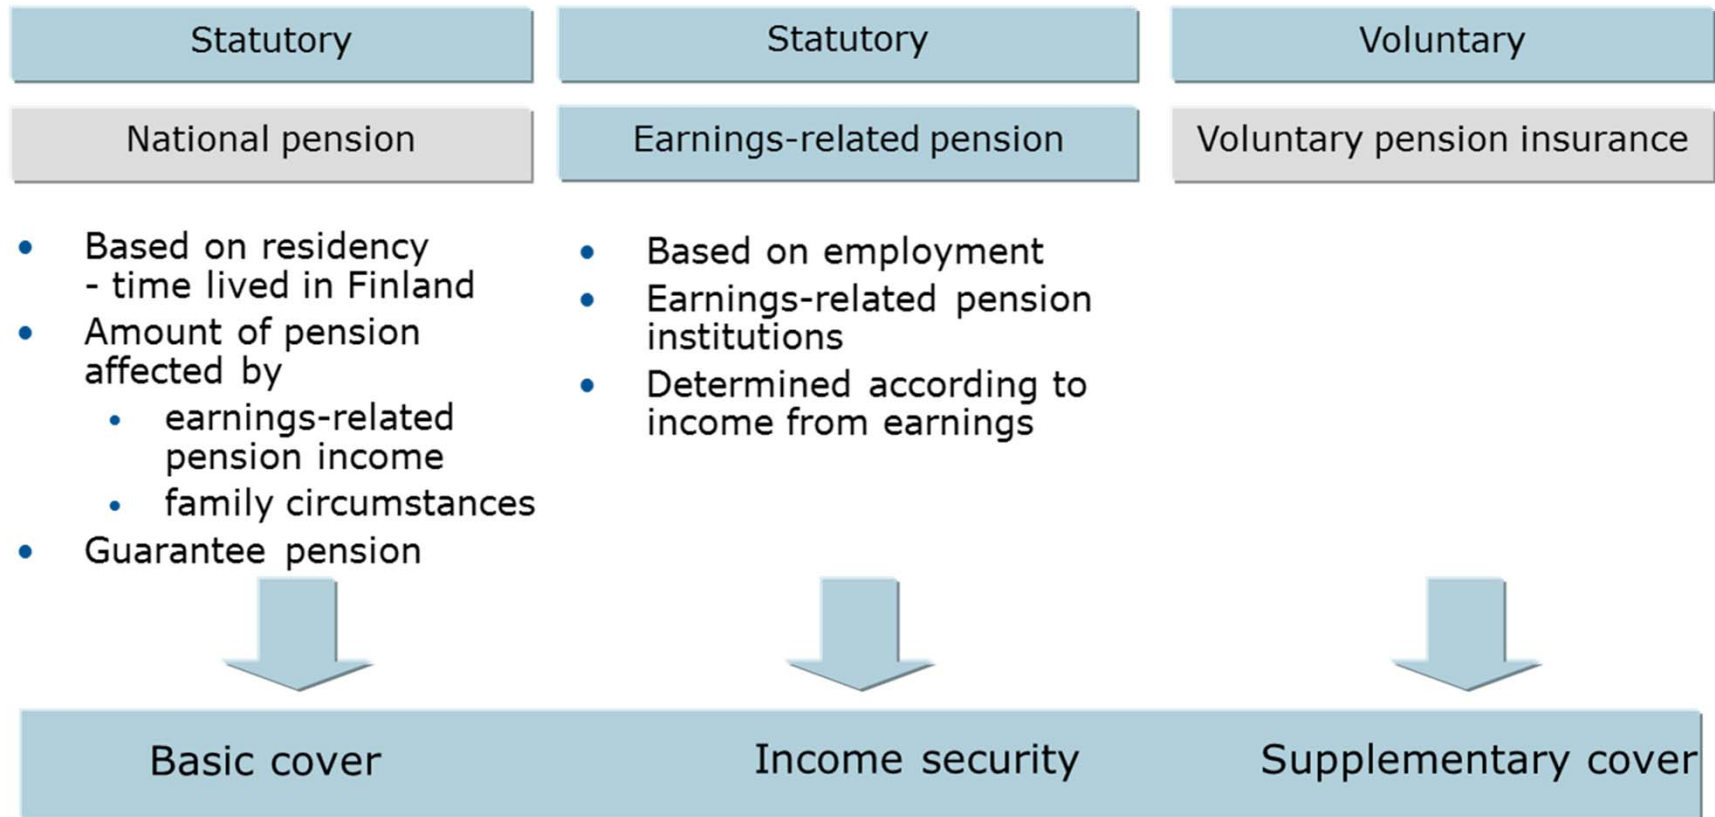 Statutory
Statutory
Voluntary
National pension
Earnings-related pension
Voluntary pension insurance
• Based on residency
- time lived in Finland
• Amount of pension
affected by
• earnings-related
pension income
• family circumstances
• Guarantee pension
• Based on employment
• Earnings-related pension
institutions
• Determined according to
income from earnings
Basic cover
Income security
Supplementary cover